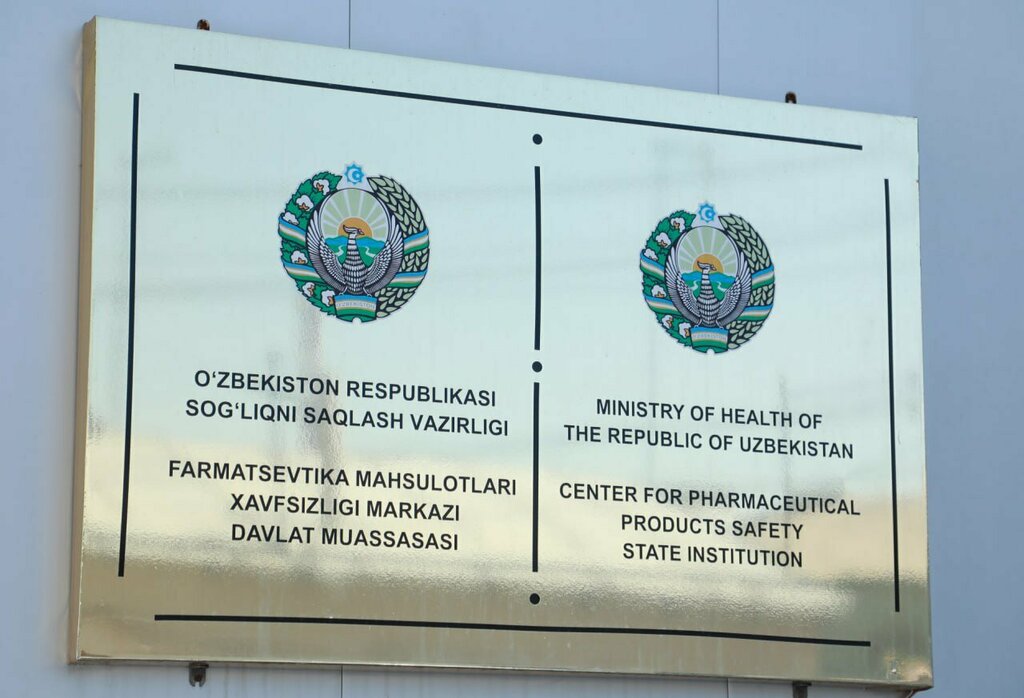 O‘ZBEKISTON RESPUBLIKASI
SOG‘LIQNI SAQLASH VAZIRLIGI
FARMATSEVTIKA MAHSULOTLARI
XAVFSIZLIGI MARKAZI
DAVLAT MUASSASASI
MINISTRY OF HEALTH OF
THE REPUBLIC OF UZBEKISTAN
CENTER FOR PHARMACEUTICAL
PRODUCTS SAFETY
STATE INSTITUTION